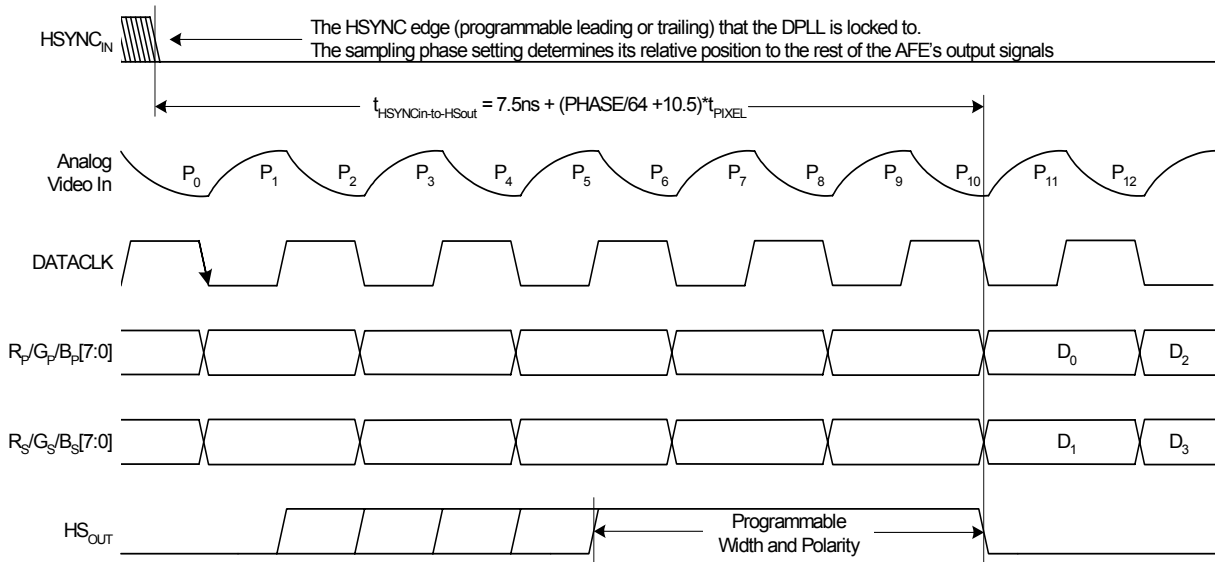 HSYNC_IN
The HSYNC edge (programmable leading or trailing) that the DPLL is locked to.
The sampling phase setting determines its relative position to the rest of the AFE's output signals
t_HSYNCin-to-HSout = 7.5ns + (PHASE/64 +10.5)*t_PIXEL
Analog
Video In
P_0 P_1 P_2 P_3 P_4 P_5 P_6 P_7 P_8 P_9 P_10 P_11 P_12
DATACLK
R_P/G_P/B_P[7:0]
D_0 D_2
R_S/G_S/B_S[7:0]
D_1 D_3
HS_OUT
Programmable
Width and Polarity